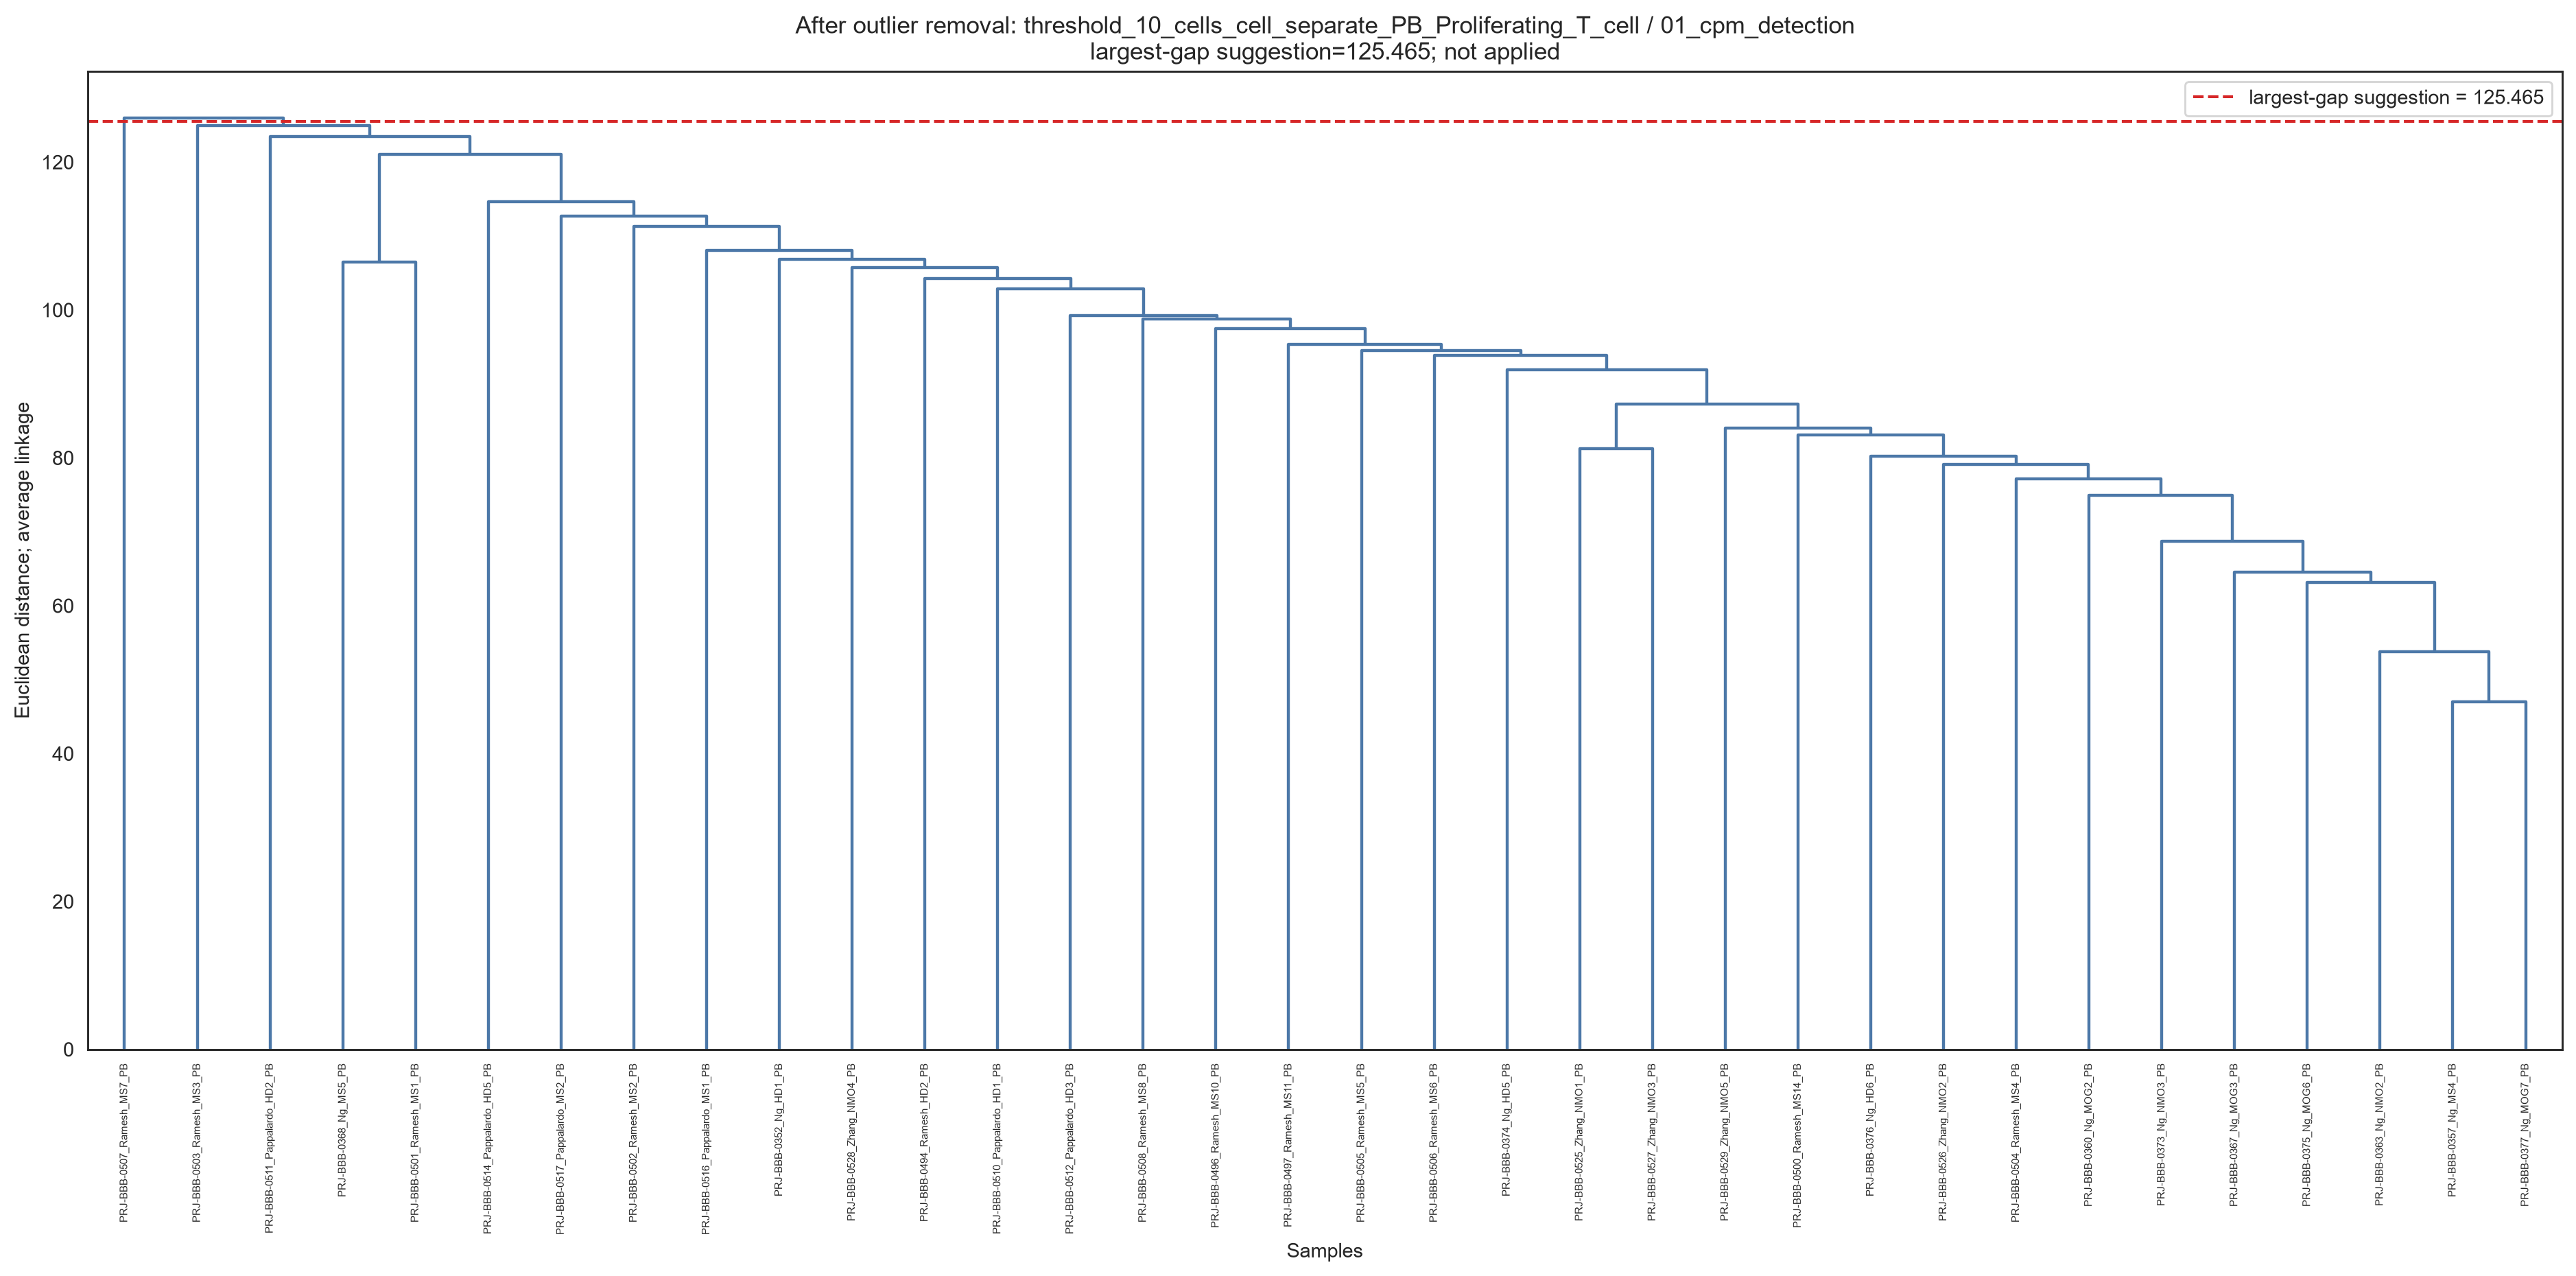 After outlier removal: threshold_10_cells_cell_separate_PB_Proliferating_T_cell / 01_cpm_detection
largest-gap suggestion=125.465; not applied
largest-gap suggestion = 125.465
Euclidean distance; average linkage
120
100
80
60
40
20
0
PRJ-BBB-0507_Ramesh_MS7_PB
PRJ-BBB-0503_Ramesh_MS3_PB
PRJ-BBB-0511_Pappalardo_HD2_PB
PRJ-BBB-0368_Ng_MS5_PB
PRJ-BBB-0501_Ramesh_MS1_PB
PRJ-BBB-0514_Pappalardo_HD5_PB
PRJ-BBB-0517_Pappalardo_MS2_PB
PRJ-BBB-0502_Ramesh_MS2_PB
PRJ-BBB-0516_Pappalardo_MS1_PB
PRJ-BBB-0352_Ng_HD1_PB
PRJ-BBB-0528_Zhang_NMO4_PB
PRJ-BBB-0494_Ramesh_HD2_PB
PRJ-BBB-0510_Pappalardo_HD1_PB
PRJ-BBB-0512_Pappalardo_HD3_PB
PRJ-BBB-0508_Ramesh_MS8_PB
PRJ-BBB-0496_Ramesh_MS10_PB
PRJ-BBB-0497_Ramesh_MS11_PB
PRJ-BBB-0505_Ramesh_MS5_PB
PRJ-BBB-0506_Ramesh_MS6_PB
PRJ-BBB-0374_Ng_HD5_PB
PRJ-BBB-0525_Zhang_NMO1_PB
PRJ-BBB-0527_Zhang_NMO3_PB
PRJ-BBB-0529_Zhang_NMO5_PB
PRJ-BBB-0500_Ramesh_MS14_PB
PRJ-BBB-0376_Ng_HD6_PB
PRJ-BBB-0526_Zhang_NMO2_PB
PRJ-BBB-0504_Ramesh_MS4_PB
PRJ-BBB-0360_Ng_MOG2_PB
PRJ-BBB-0373_Ng_NMO3_PB
PRJ-BBB-0367_Ng_MOG3_PB
PRJ-BBB-0375_Ng_MOG6_PB
PRJ-BBB-0363_Ng_NMO2_PB
PRJ-BBB-0357_Ng_MS4_PB
PRJ-BBB-0377_Ng_MOG7_PB
Samples